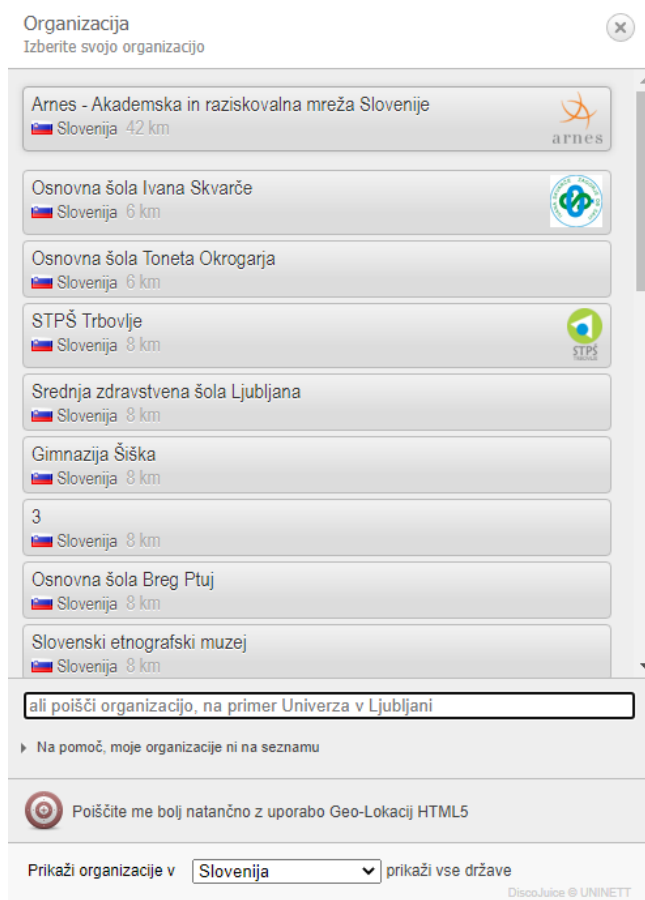 Organizacija
Izberite svojo organizacijo
Arnes - Akademska in raziskovalna mreža Slovenije
Slovenija 42 km
arnes
Osnovna šola Ivana Skvarče
Slovenija 6 km
Osnovna šola Toneta Okrogarja
Slovenija 6 km
STPŠ Trbovlje
Slovenija 8 km
STPŠ
TRBOVLJE
Srednja zdravstvena šola Ljubljana
Slovenija 8 km
Gimnazija Šiška
Slovenija 8 km
3
Slovenija 8 km
Osnovna šola Breg Ptuj
Slovenija 8 km
Slovenski etnografski muzej
Slovenija 8 km
ali poišči organizacijo, na primer Univerza v Ljubljani
Na pomoč, moje organizacije ni na seznamu
Poiščite me bolj natančno z uporabo Geo-Lokacij HTML5
Prikaži organizacije v Slovenija prikaži vse države
DiscoJuice © UNINETT